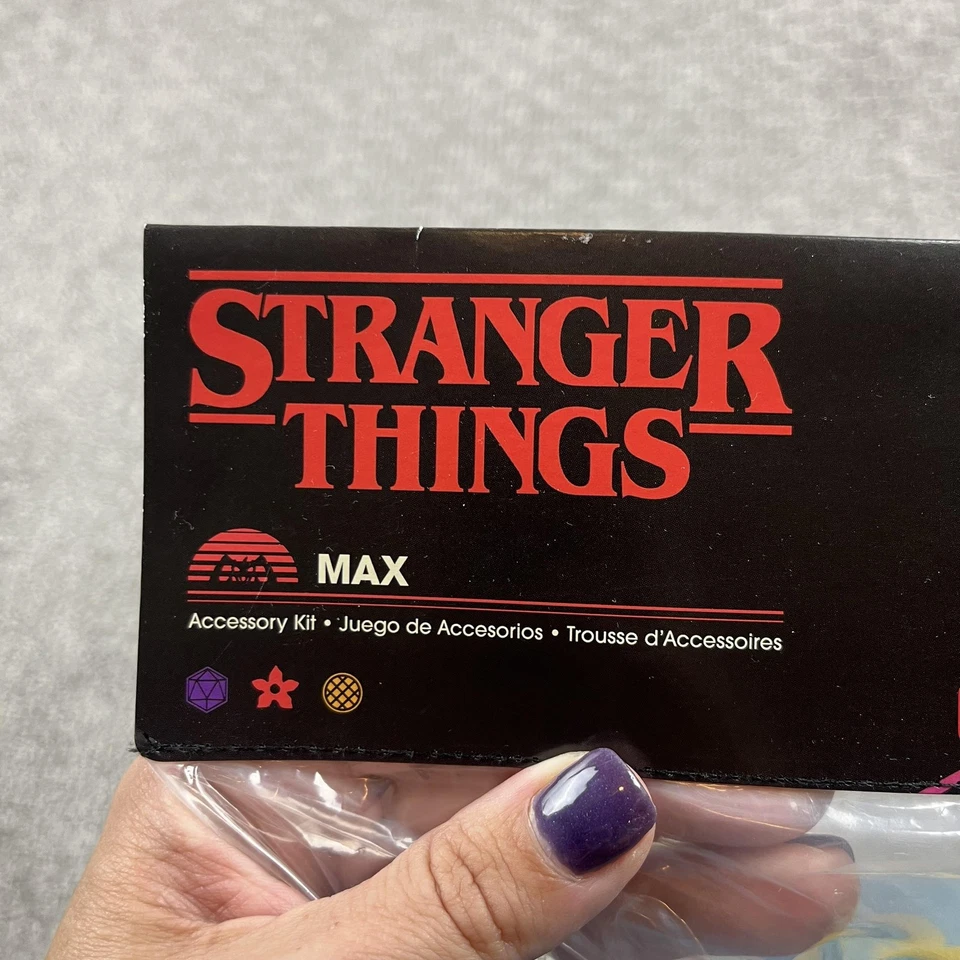 STRANGER
THINGS
MAX
Accessory Kit • Juego de Accesorios • Trousse d'Accessoires